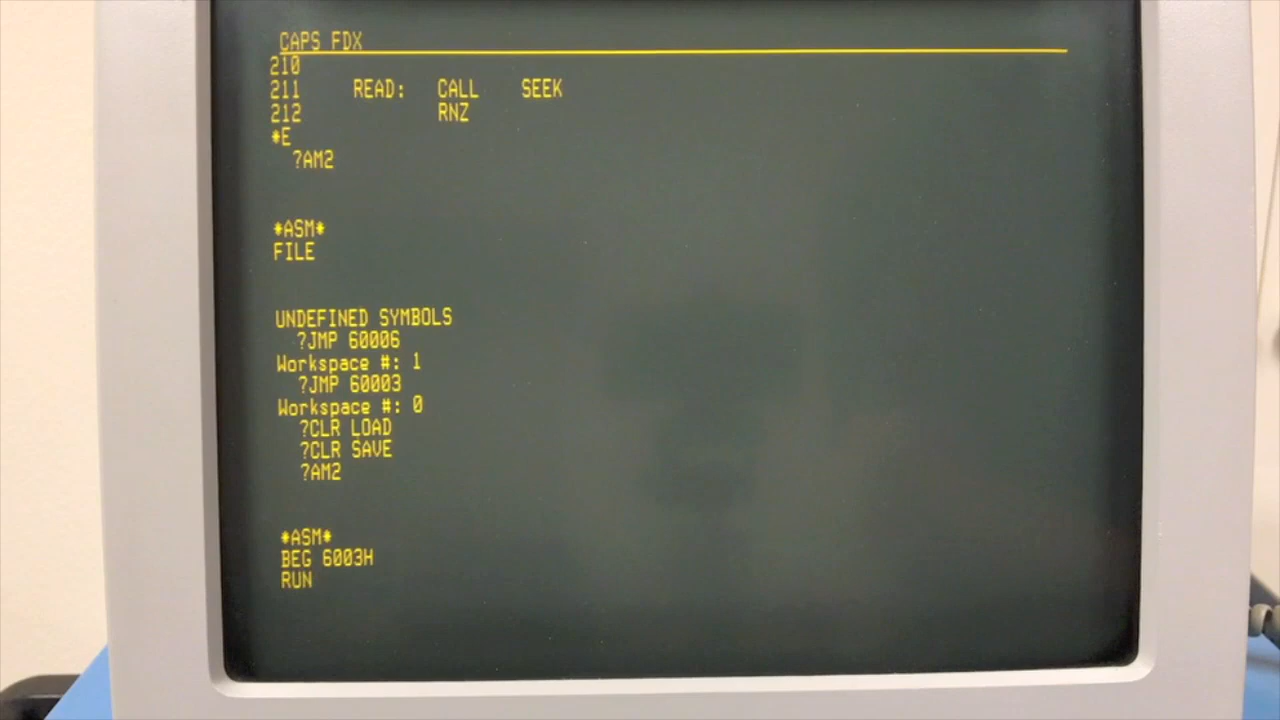 CAPS FDX
210
211 READ: CALL SEEK
212 RNZ
*E
?AM2
*ASM*
FILE
UNDEFINED SYMBOLS
?JMP 60006
Workspace #: 1
?JMP 60003
Workspace #: 0
?CLR LOAD
?CLR SAVE
?AM2
*ASM*
BEG 6003H
RUN